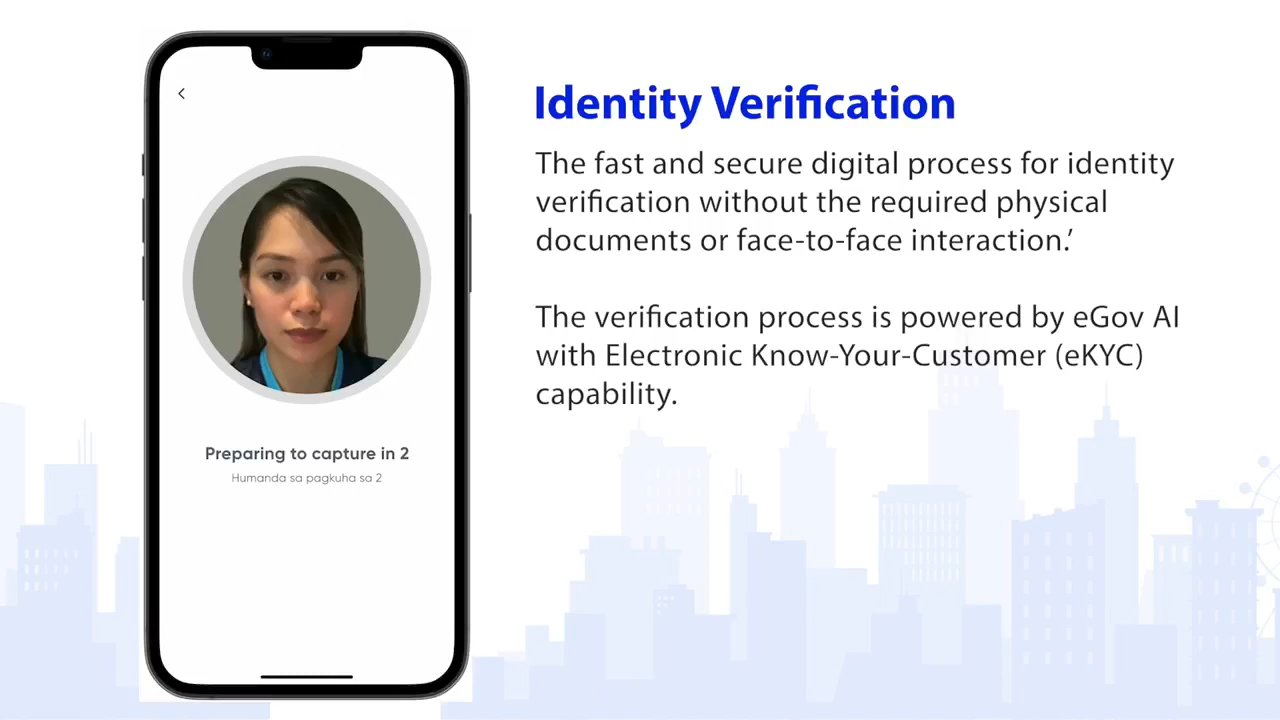 Identity Verification
The fast and secure digital process for identity
verification without the required physical
documents or face-to-face interaction.’
The verification process is powered by eGov AI
with Electronic Know-Your-Customer (eKYC)
capability.
Preparing to capture in 2
Humanda sa pagkuha sa 2